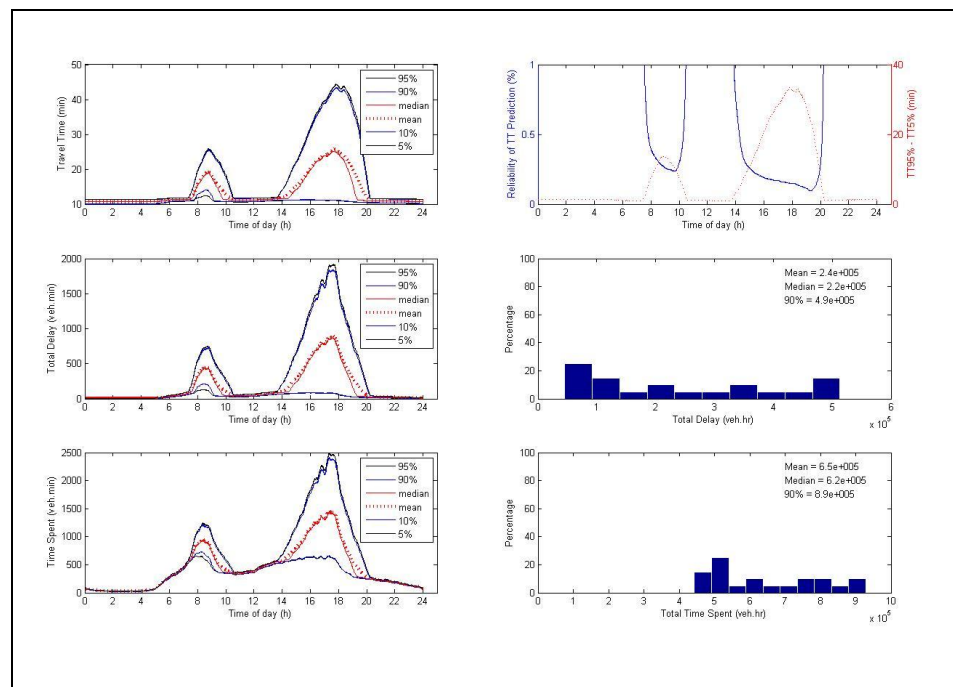 50
40
30
20
10
Travel Time (min)
95%
90%
median
mean
10%
5%
0 2 4 6 8 10 12 14 16 18 20 22 24
Time of day (h)
1
0.5
0
Reliability of TT Prediction (%)
40
20
0
TT95% - TT5% (min)
0 2 4 6 8 10 12 14 16 18 20 22 24
Time of day (h)
2000
1500
1000
500
0
Total Delay (veh.min)
95%
90%
median
mean
10%
5%
0 2 4 6 8 10 12 14 16 18 20 22 24
Time of day (h)
100
80
60
40
20
0
Percentage
Mean = 2.4e+005
Median = 2.2e+005
90% = 4.9e+005
0 1 2 3 4 5 6
Total Delay (veh.hr)
x 10^5
2500
2000
1500
1000
500
0
Time Spent (veh.min)
95%
90%
median
mean
10%
5%
0 2 4 6 8 10 12 14 16 18 20 22 24
Time of day (h)
100
80
60
40
20
0
Percentage
Mean = 6.5e+005
Median = 6.2e+005
90% = 8.9e+005
0 1 2 3 4 5 6 7 8 9 10
Total Time Spent (veh.hr)
x 10^5